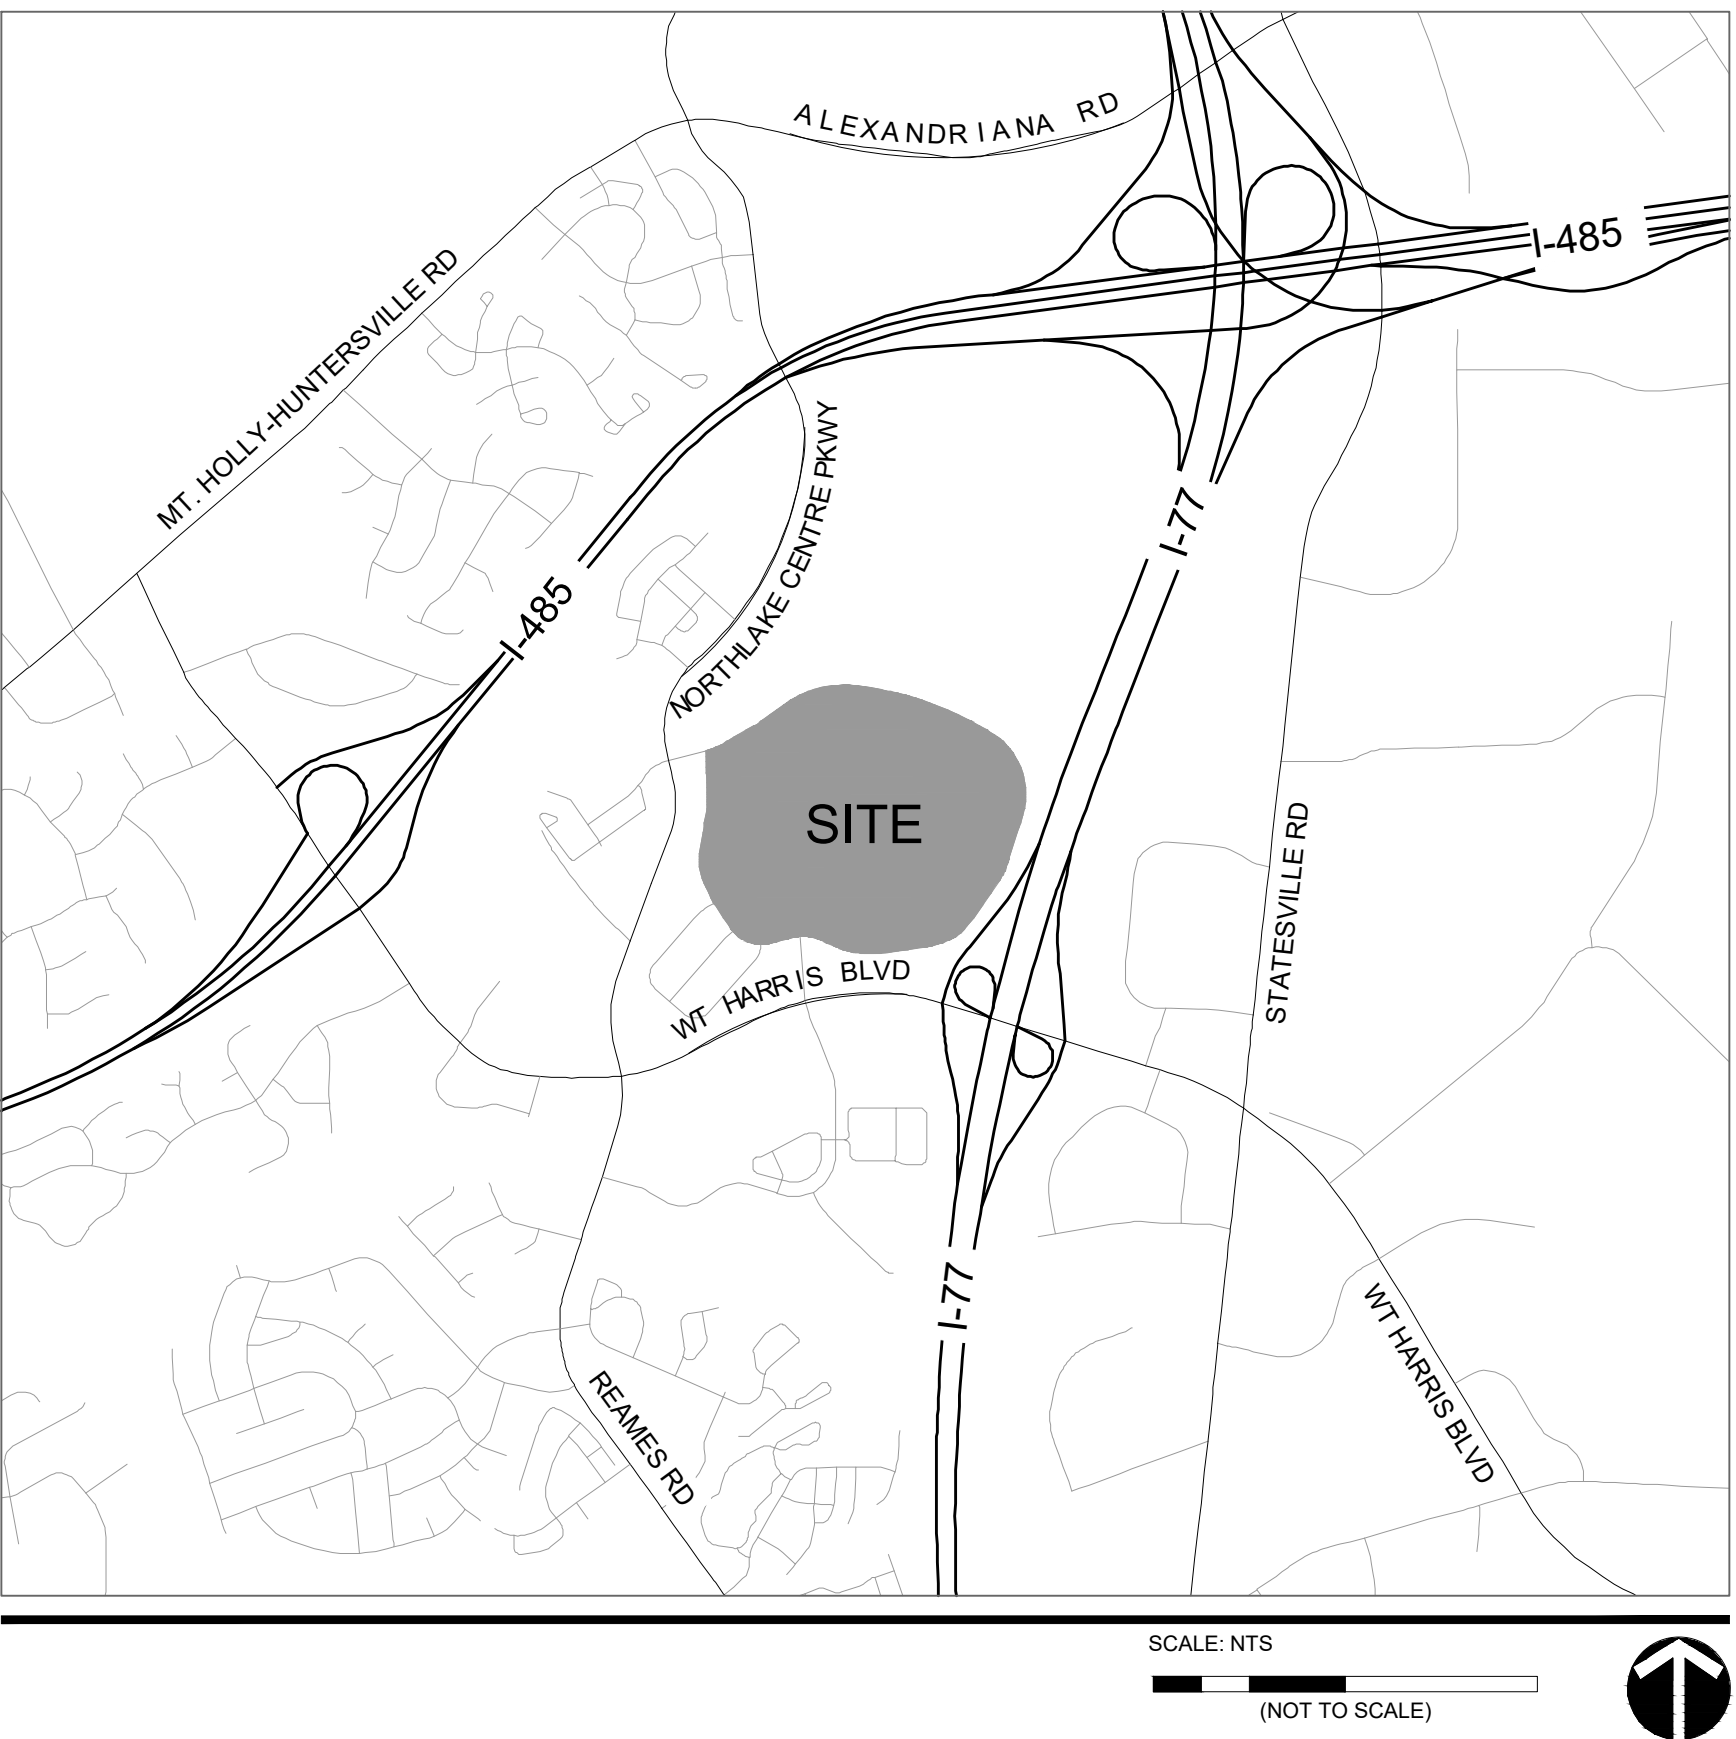 ALEXANDRIANA RD
I-485
MT. HOLLY-HUNTERSVILLE RD
NORTHLAKE CENTRE PKWY
I-77
I-485
SITE
STATESVILLE RD
WT HARRIS BLVD
I-77
WT HARRIS BLVD
REAMES RD
SCALE: NTS
(NOT TO SCALE)